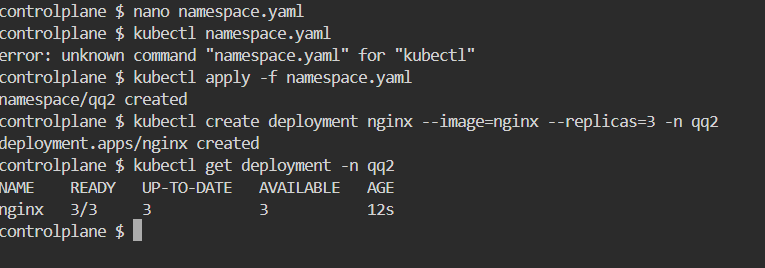 controlplane $ nano namespace.yaml
controlplane $ kubectl namespace.yaml
error: unknown command "namespace.yaml" for "kubectl"
controlplane $ kubectl apply -f namespace.yaml
namespace/qq2 created
controlplane $ kubectl create deployment nginx --image=nginx --replicas=3 -n qq2
deployment.apps/nginx created
controlplane $ kubectl get deployment -n qq2
NAME READY UP-TO-DATE AVAILABLE AGE
nginx 3/3 3 3 12s
controlplane $